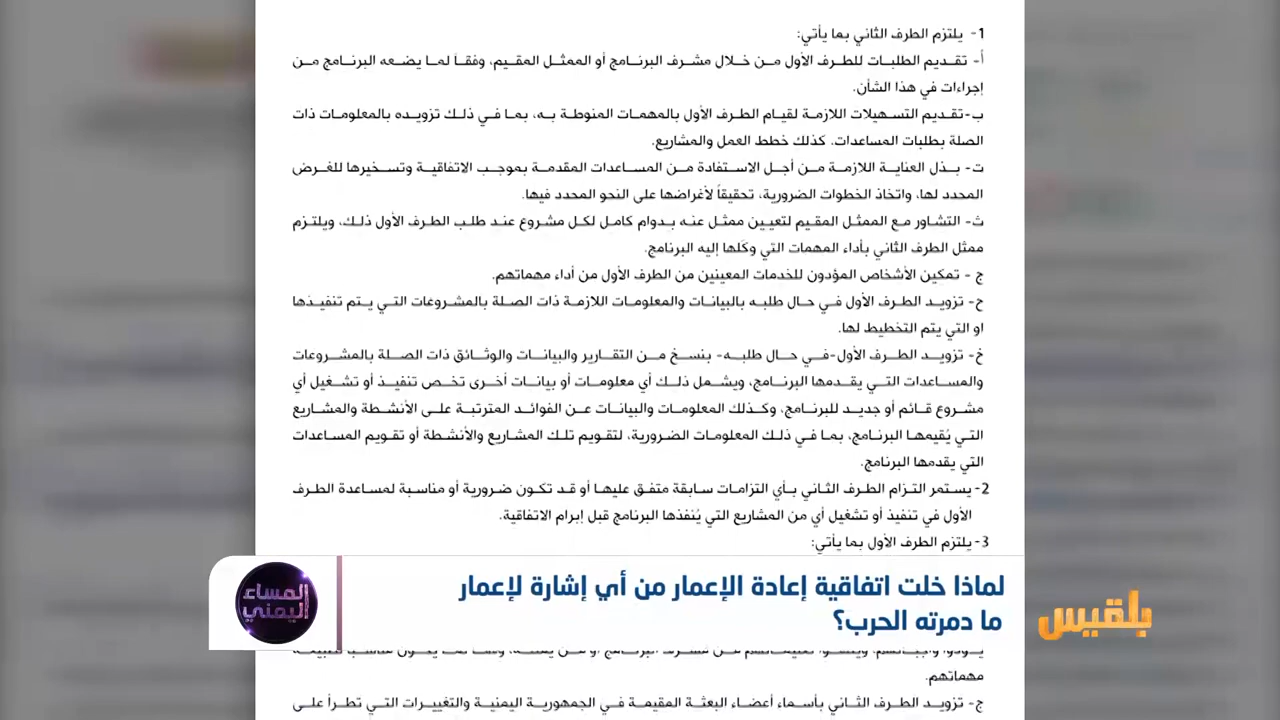 1- يلتزم الطرف الثاني بما يأتي:
أ- تقديم الطلبات للطرف الأول من خلال مشرف البرنامج أو الممثل المقيم، وفقاً لما يضعه البرنامج من
إجراءات في هذا الشأن.
ب- تقديم التسهيلات اللازمة لقيام الطرف الأول بالمهمات المنوطة به، بما في ذلك تزويده بالمعلومات ذات
الصلة بطلبات المساعدات. كذلك خطط العمل والمشاريع.
ت- بذل العناية اللازمة من أجل الاستفادة من المساعدات المقدمة بموجب الاتفاقية وتسخيرها للغرض
المحدد لها، واتخاذ الخطوات الضرورية، تحقيقاً لأغراضها على النحو المحدد فيها.
ث- التشاور مع الممثل المقيم لتعيين ممثل عنه بدوام كامل لكل مشروع عند طلب الطرف الأول ذلك، ويلتزم
ممثل الطرف الثاني بأداء المهمات التي وكَلها إليه البرنامج.
ج - تمكين الأشخاص المؤدون للخدمات المعينين من الطرف الأول من أداء مهماتهم.
ح- تزويد الطرف الأول في حال طلبه بالبيانات والمعلومات اللازمة ذات الصلة بالمشروعات التي يتم تنفيذها
او التي يتم التخطيط لها.
خ- تزويد الطرف الأول-في حال طلبه- بنسخ من التقارير والبيانات والوثائق ذات الصلة بالمشروعات
والمساعدات التي يقدمها البرنامج، ويشمل ذلك أي معلومات أو بيانات أخرى تخص تنفيذ أو تشغيل أي
مشروع قائم أو جديد للبرنامج، وكذلك المعلومات والبيانات عن الفوائد المترتبة على الأنشطة والمشاريع
التي يُقيمها البرنامج، بما في ذلك المعلومات الضرورية، لتقويم تلك المشاريع والأنشطة أو تقويم المساعدات
التي يقدمها البرنامج.
2- يستمر التزام الطرف الثاني بأي التزامات سابقة متفق عليها أو قد تكون ضرورية أو مناسبة لمساعدة الطرف
الأول في تنفيذ أو تشغيل أي من المشاريع التي يُنفذها البرنامج قبل إبرام الاتفاقية.
3- يلتزم الطرف الأول بما يأتي:
لماذا خلت اتفاقية إعادة الإعمار من أي إشارة لإعمار
ما دمرته الحرب؟
المساء
اليمني
بلقيس
مهماتهم.
ج- تزويد الطرف الثاني بأسماء أعضاء البعثة المقيمة في الجمهورية اليمنية والتغييرات التي تطرأ على